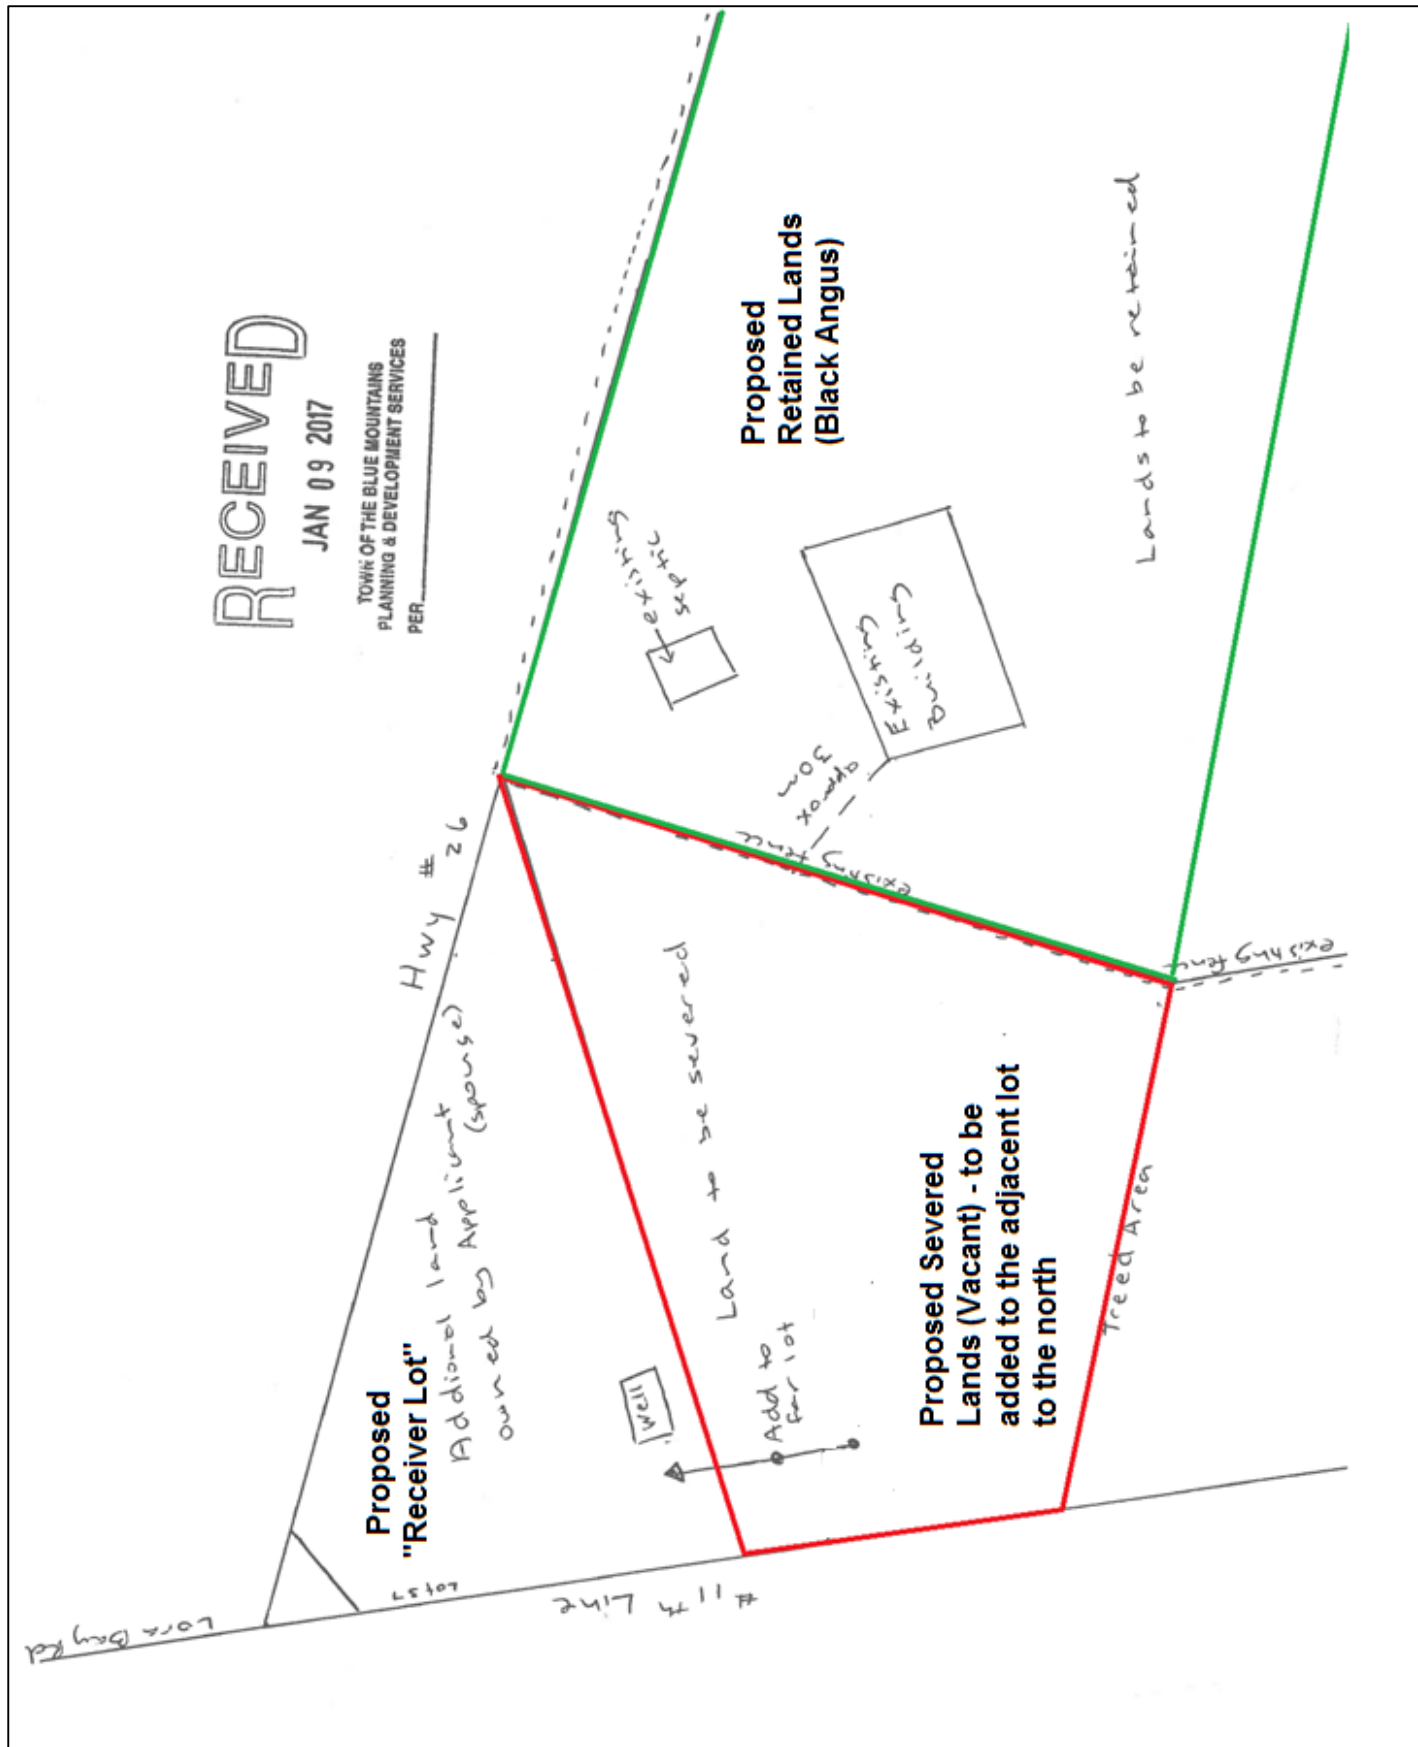 RECEIVED
JAN 09 2017
TOWN OF THE BLUE MOUNTAINS
PLANNING & DEVELOPMENT SERVICES
PER
Proposed
Retained Lands
(Black Angus)
Lands to be retained
existing
septic
Existing
Building
approx
30m
existing fence
existing fence
Hwy # 26
Addional land
owned by Applicant
(spouse)
Proposed
"Receiver Lot"
Land to be severed
well
Add to
far lot
Proposed Severed
Lands (Vacant) - to be
added to the adjacent lot
to the north
Treed Area
# 11th Line
Lot 37
Lora Bay Rd